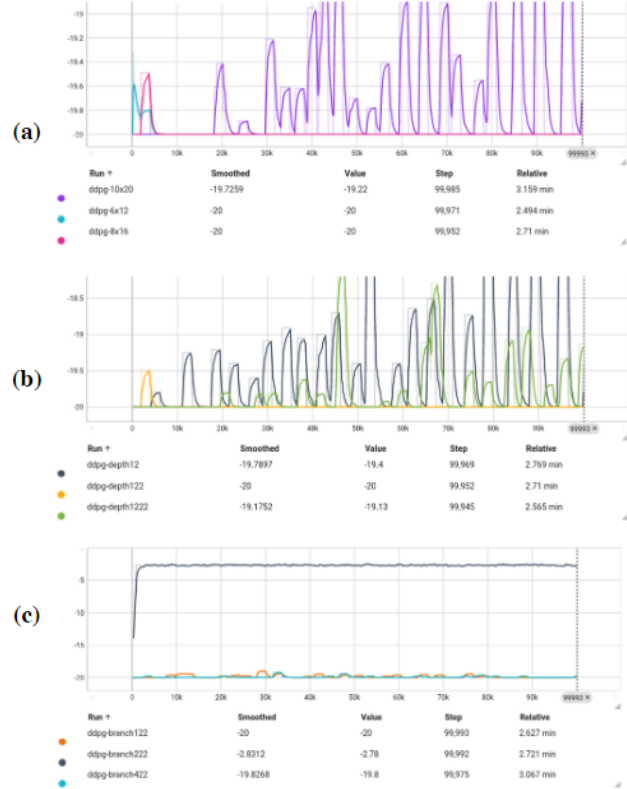 -19
-19.2
-19.4
-19.6
(a)
-19.8
-20
0 10k 20k 30k 40k 50k 60k 70k 80k 90k 99992 ×
Run ↑ Smoothed Value Step Relative
ddpg-10x20 -19.7259 -19.22 99,985 3.159 min
ddpg-6x12 -20 -20 99,971 2.494 min
ddpg-8x16 -20 -20 99,952 2.71 min
-18.5
-19
(b)
-19.5
-20
0 10k 20k 30k 40k 50k 60k 70k 80k 90k 99993 ×
Run ↑ Smoothed Value Step Relative
ddpg-depth12 -19.7897 -19.4 99,969 2.769 min
ddpg-depth122 -20 -20 99,952 2.71 min
ddpg-depth1222 -19.1752 -19.13 99,945 2.565 min
-5
-10
(c)
-15
-20
0 10k 20k 30k 40k 50k 60k 70k 80k 90k 99993 ×
Run ↑ Smoothed Value Step Relative
ddpg-branch122 -20 -20 99,993 2.627 min
ddpg-branch222 -2.8312 -2.78 99,992 2.721 min
ddpg-branch422 -19.8268 -19.8 99,975 3.067 min